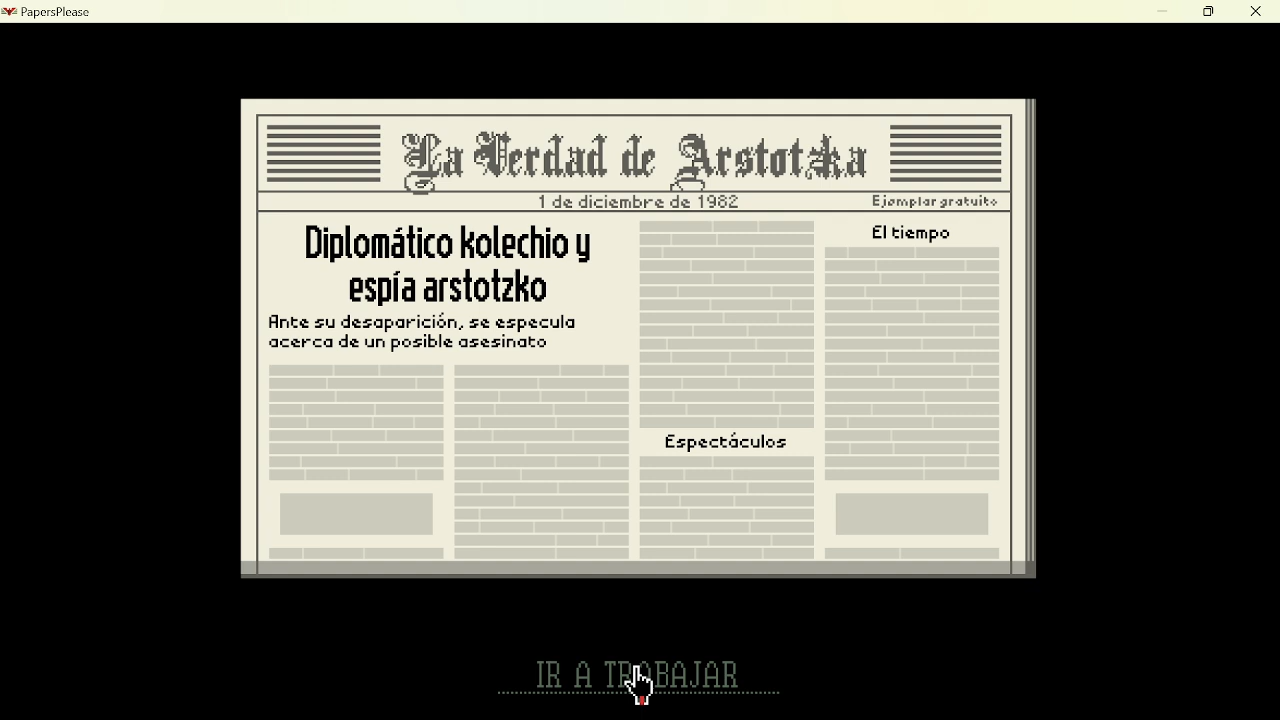 PapersPlease
La Verdad de Arstotzka
1 de diciembre de 1982
Ejemplar gratuito
Diplomático kolechio y
espía arstotzko
Ante su desaparición, se especula
acerca de un posible asesinato
Espectáculos
El tiempo
IR A TRABAJAR